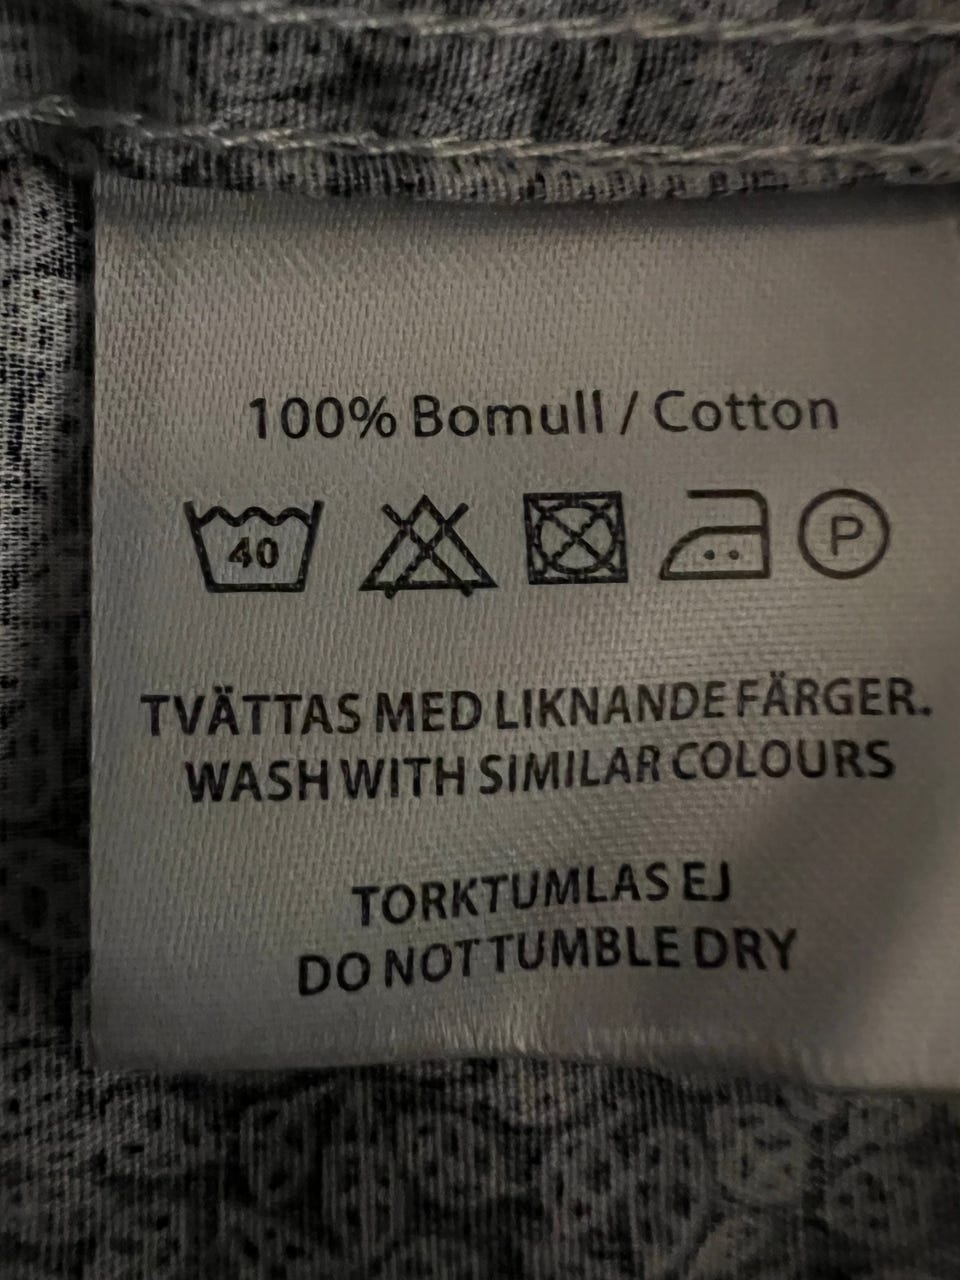 100% Bomull / Cotton
40 P
TVÄTTAS MED LIKNANDE FÄRGER.
WASH WITH SIMILAR COLOURS
TORKTUMLAS EJ
DO NOT TUMBLE DRY